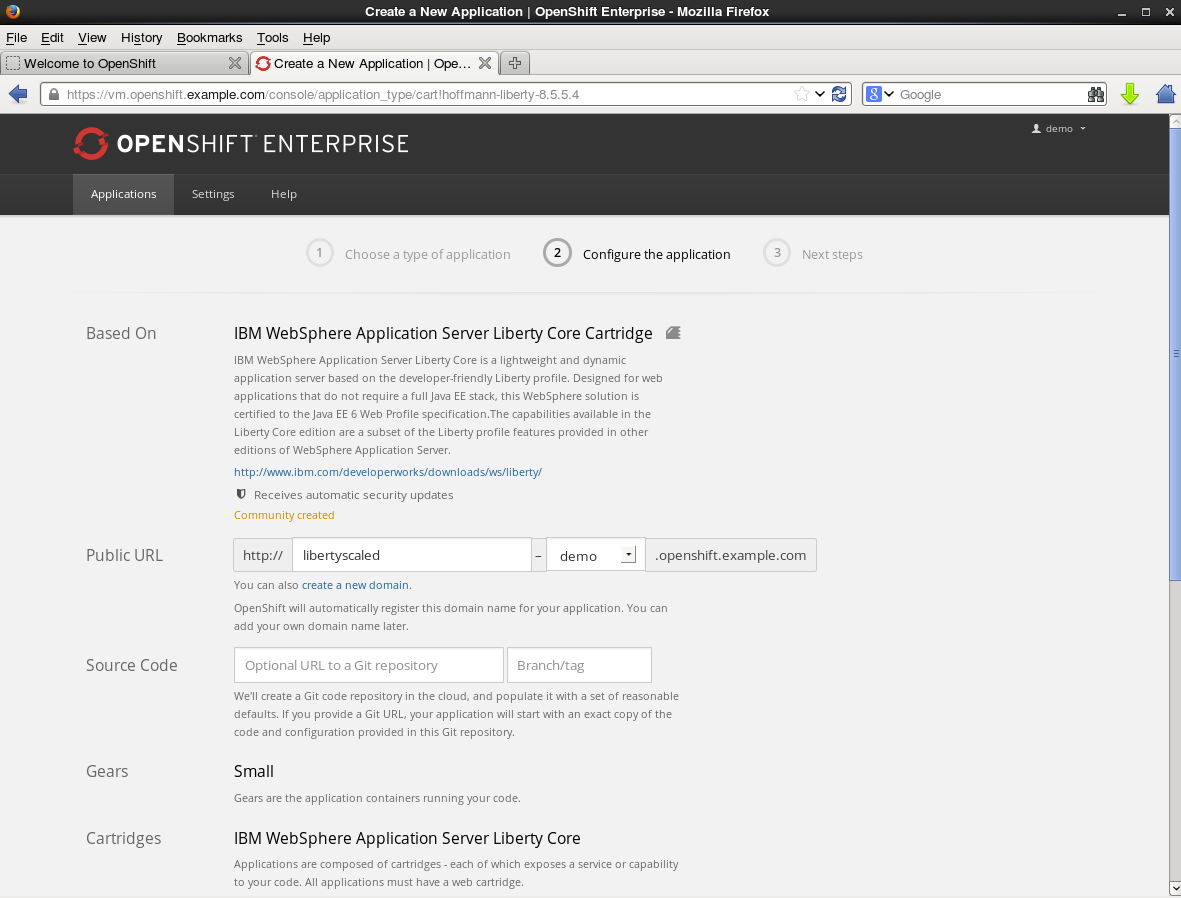 Create a New Application | OpenShift Enterprise - Mozilla Firefox
File Edit View History Bookmarks Tools Help
Welcome to OpenShift
Create a New Application | Ope...
https://vm.openshift.example.com/console/application_type/cart!hoffmann-liberty-8.5.5.4
8 Google
OPENSHIFT ENTERPRISE
demo
Applications Settings Help
1 Choose a type of application 2 Configure the application 3 Next steps
Based On
IBM WebSphere Application Server Liberty Core Cartridge
IBM WebSphere Application Server Liberty Core is a lightweight and dynamic
application server based on the developer-friendly Liberty profile. Designed for web
applications that do not require a full Java EE stack, this WebSphere solution is
certified to the Java EE 6 Web Profile specification.The capabilities available in the
Liberty Core edition are a subset of the Liberty profile features provided in other
editions of WebSphere Application Server.
http://www.ibm.com/developerworks/downloads/ws/liberty/
Receives automatic security updates
Community created
Public URL
http:// libertyscaled – demo .openshift.example.com
You can also create a new domain.
OpenShift will automatically register this domain name for your application. You can
add your own domain name later.
Source Code
Optional URL to a Git repository Branch/tag
We'll create a Git code repository in the cloud, and populate it with a set of reasonable
defaults. If you provide a Git URL, your application will start with an exact copy of the
code and configuration provided in this Git repository.
Gears
Small
Gears are the application containers running your code.
Cartridges
IBM WebSphere Application Server Liberty Core
Applications are composed of cartridges - each of which exposes a service or capability
to your code. All applications must have a web cartridge.